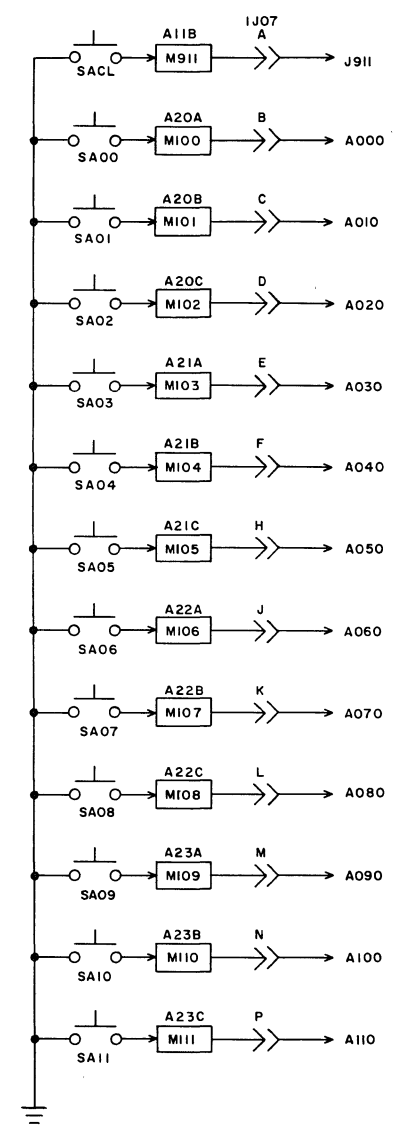 1J07
A11B A
M911 J911
SACL
A20A B
M100 A000
SA00
A20B C
M101 A010
SA01
A20C D
M102 A020
SA02
A21A E
M103 A030
SA03
A21B F
M104 A040
SA04
A21C H
M105 A050
SA05
A22A J
M106 A060
SA06
A22B K
M107 A070
SA07
A22C L
M108 A080
SA08
A23A M
M109 A090
SA09
A23B N
M110 A100
SA10
A23C P
M111 A110
SA11